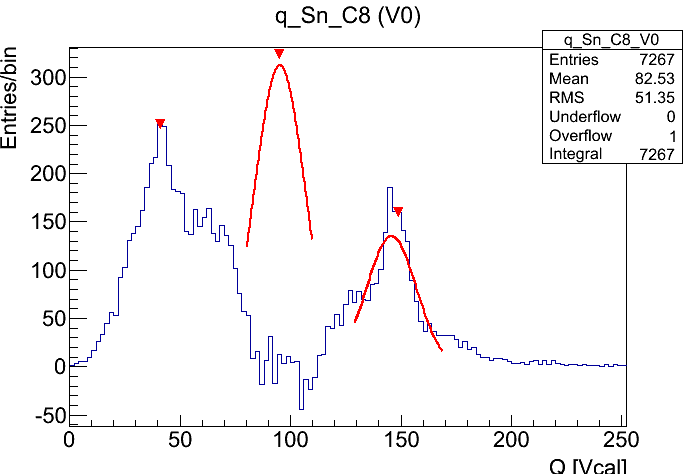 q_Sn_C8 (V0)
q_Sn_C8_V0
Entries 7267
Mean 82.53
RMS 51.35
Underflow 0
Overflow 1
Integral 7267
Entries/bin
300
250
200
150
100
50
0
-50
0 50 100 150 200 250
Q [Vcal]